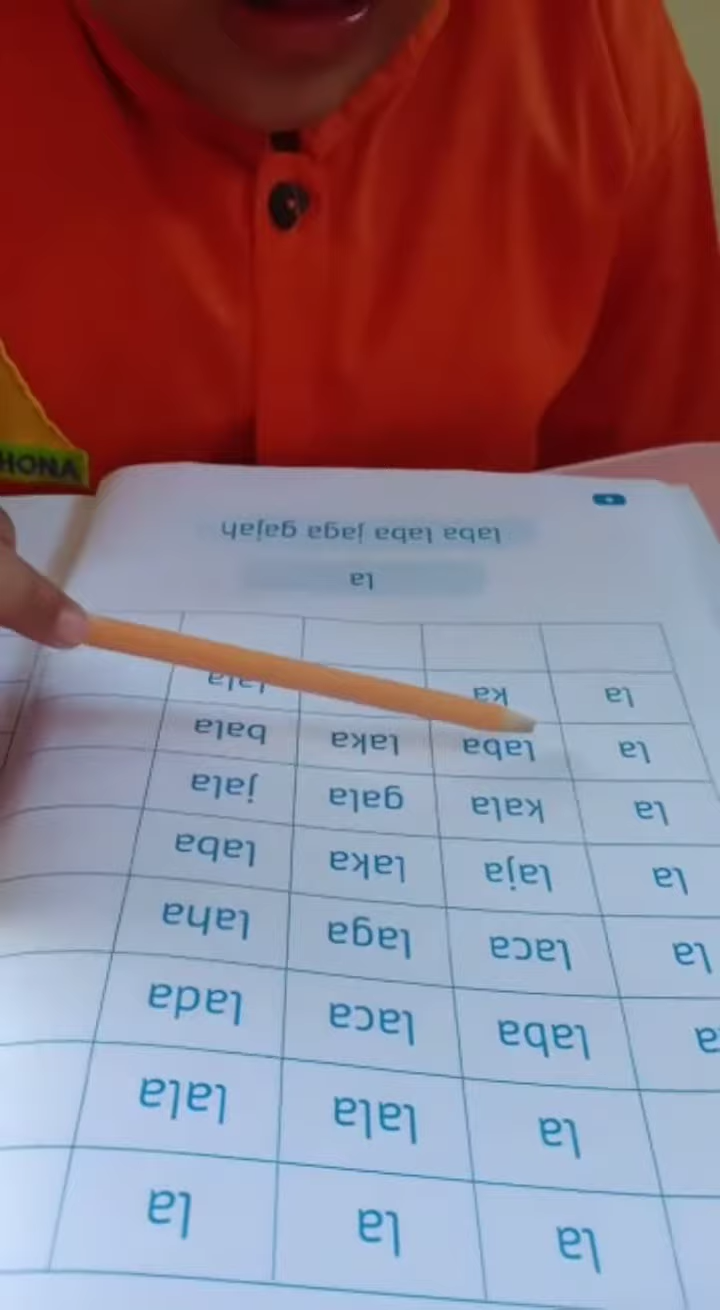 HONA
la la la
la lala lala
laba laca lada
la laca laga laha
la laja laka laba
la kala gala jala
la laba laka bala
la ka lala
la
laba laba jaga gajah